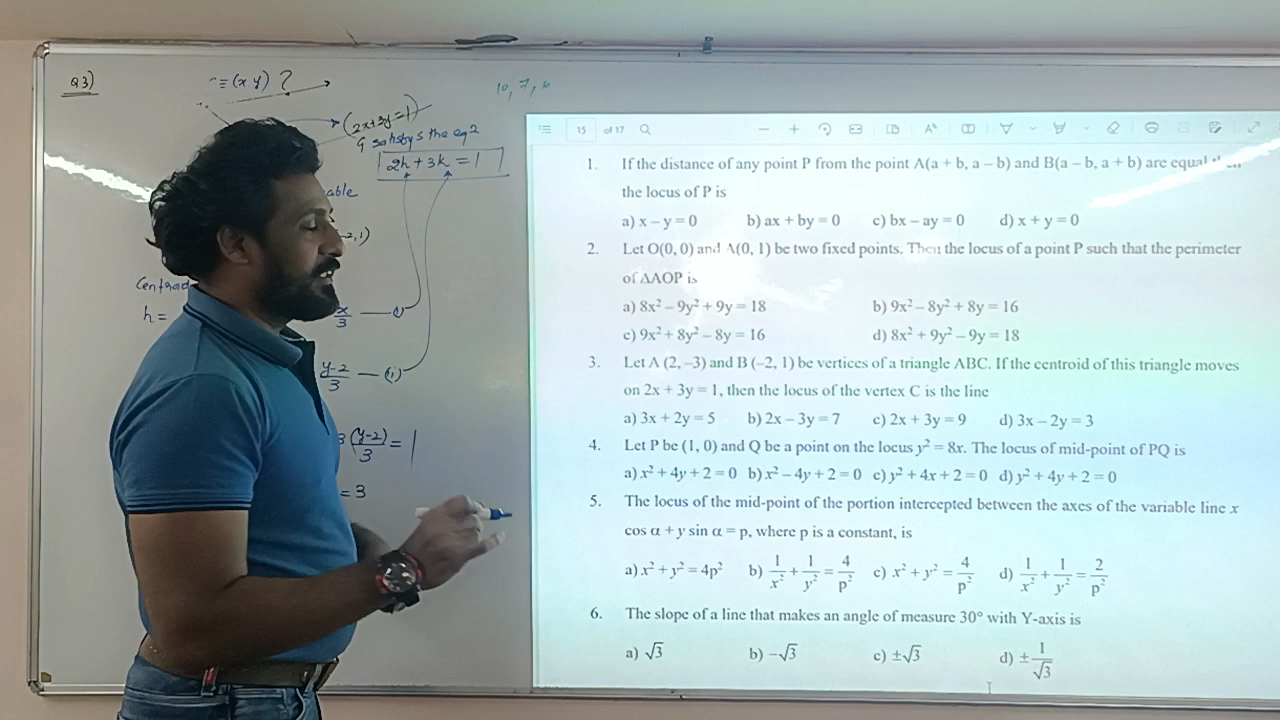 Q3)
≡ (x y) ?
10, 7, 6
(2x+3y=1)
G satisfys the eqn
2h + 3k = 1
able
-2, 1)
Centroid
h =
x/3 — (i)
y-2/3 — (ii)
3 (y-2)/3 = 1
= 3
15 of 17
1. If the distance of any point P from the point A(a + b, a – b) and B(a – b, a + b) are equal then
the locus of P is
a) x – y = 0 b) ax + by = 0 c) bx – ay = 0 d) x + y = 0
2. Let O(0, 0) and A(0, 1) be two fixed points. Then the locus of a point P such that the perimeter
of ΔAOP is
a) 8x² – 9y² + 9y = 18 b) 9x² – 8y² + 8y = 16
c) 9x² + 8y² – 8y = 16 d) 8x² + 9y² – 9y = 18
3. Let A (2, –3) and B (–2, 1) be vertices of a triangle ABC. If the centroid of this triangle moves
on 2x + 3y = 1, then the locus of the vertex C is the line
a) 3x + 2y = 5 b) 2x – 3y = 7 c) 2x + 3y = 9 d) 3x – 2y = 3
4. Let P be (1, 0) and Q be a point on the locus y² = 8x. The locus of mid-point of PQ is
a) x² + 4y + 2 = 0 b) x² – 4y + 2 = 0 c) y² + 4x + 2 = 0 d) y² + 4y + 2 = 0
5. The locus of the mid-point of the portion intercepted between the axes of the variable line x
cos α + y sin α = p, where p is a constant, is
a) x² + y² = 4p² b) 1/x² + 1/y² = 4/p² c) x² + y² = 4/p² d) 1/x² + 1/y² = 2/p²
6. The slope of a line that makes an angle of measure 30° with Y-axis is
a) √3 b) –√3 c) ±√3 d) ±1/√3